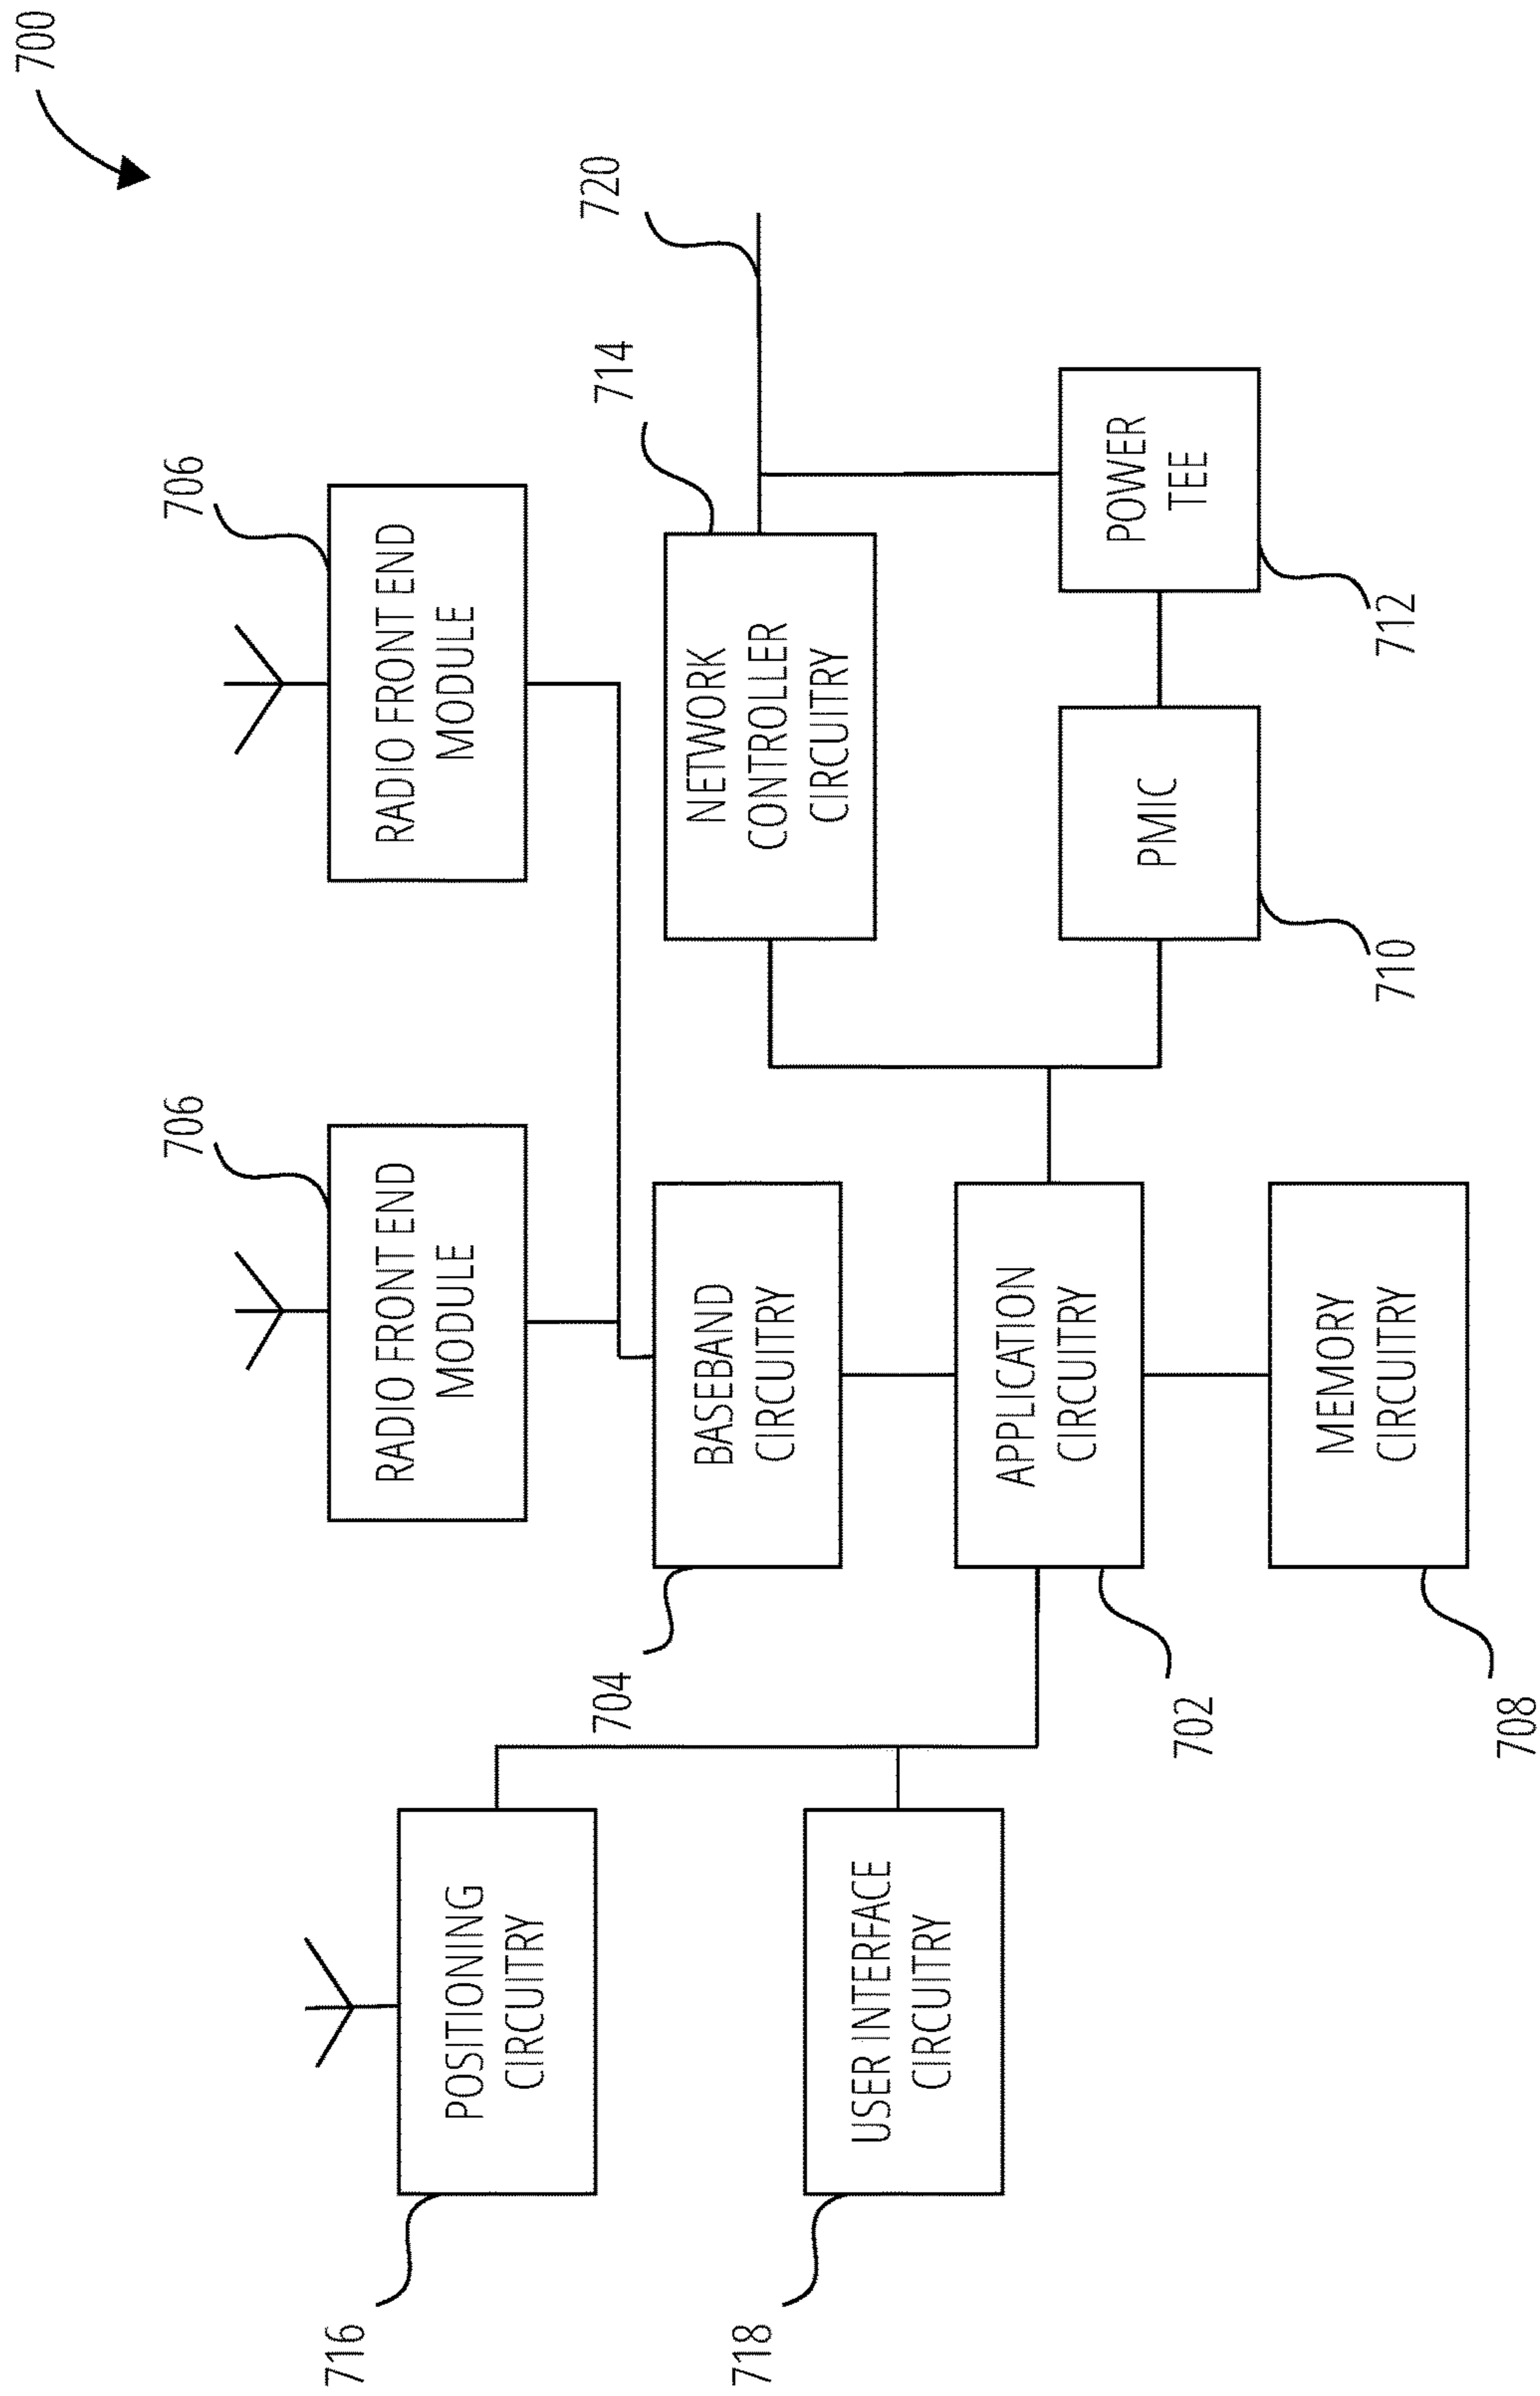 700
706
RADIO FRONT END
MODULE
706
RADIO FRONT END
MODULE
716
POSITIONING
CIRCUITRY
704
BASEBAND
CIRCUITRY
714
NETWORK
CONTROLLER
CIRCUITRY
720
718
USER INTERFACE
CIRCUITRY
702
APPLICATION
CIRCUITRY
710
PMIC
712
POWER
TEE
708
MEMORY
CIRCUITRY